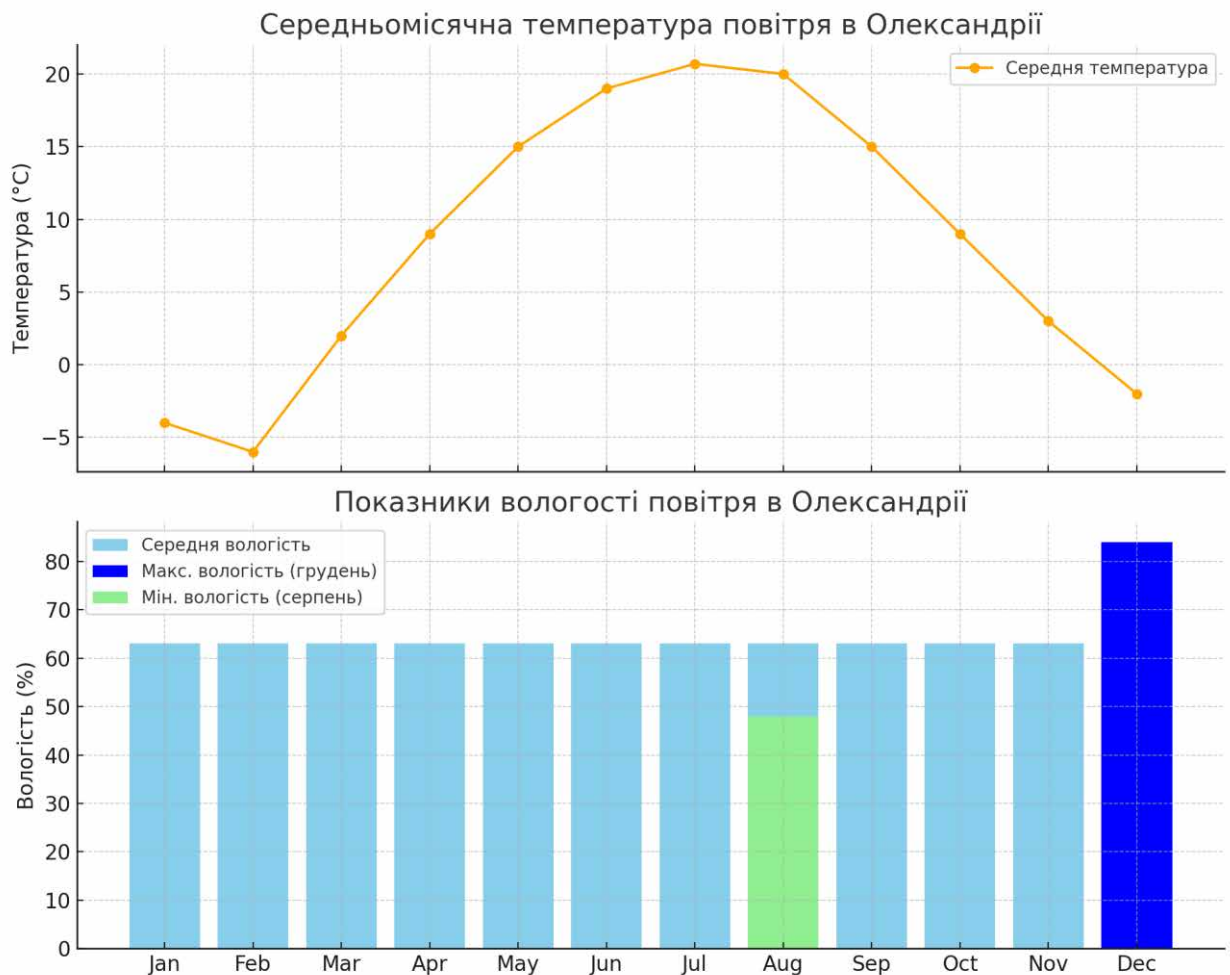 Середньомісячна температура повітря в Олександрії
Середня температура
Температура (°C)
20
15
10
5
0
−5
Показники вологості повітря в Олександрії
Середня вологість
Макс. вологість (грудень)
Мін. вологість (серпень)
Вологість (%)
80
70
60
50
40
30
20
10
0
Jan Feb Mar Apr May Jun Jul Aug Sep Oct Nov Dec